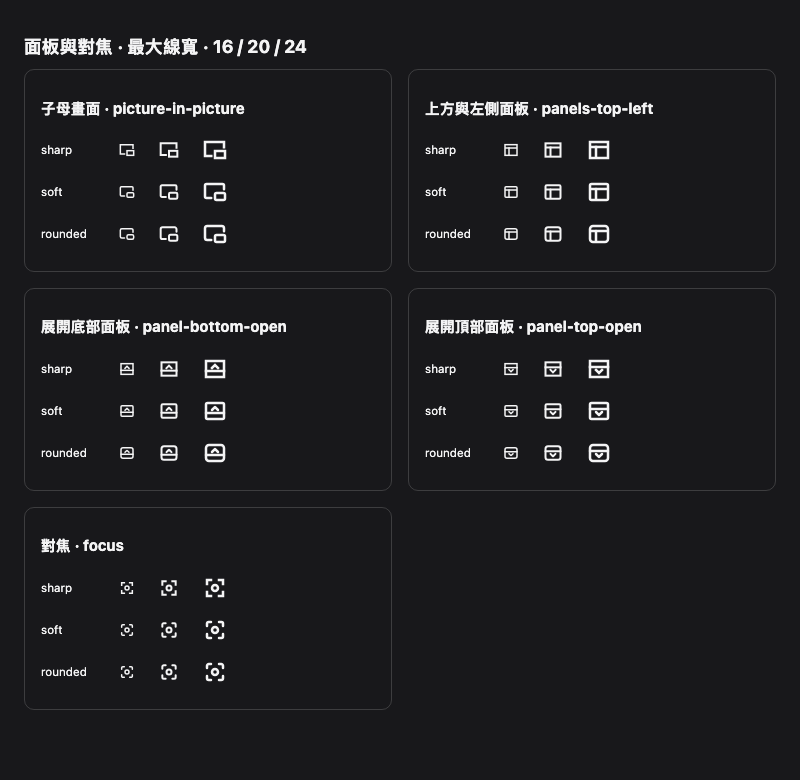 面板與對焦 · 最大線寬 · 16 / 20 / 24
子母畫面 · picture-in-picture
sharp
soft
rounded
上方與左側面板 · panels-top-left
sharp
soft
rounded
展開底部面板 · panel-bottom-open
sharp
soft
rounded
展開頂部面板 · panel-top-open
sharp
soft
rounded
對焦 · focus
sharp
soft
rounded